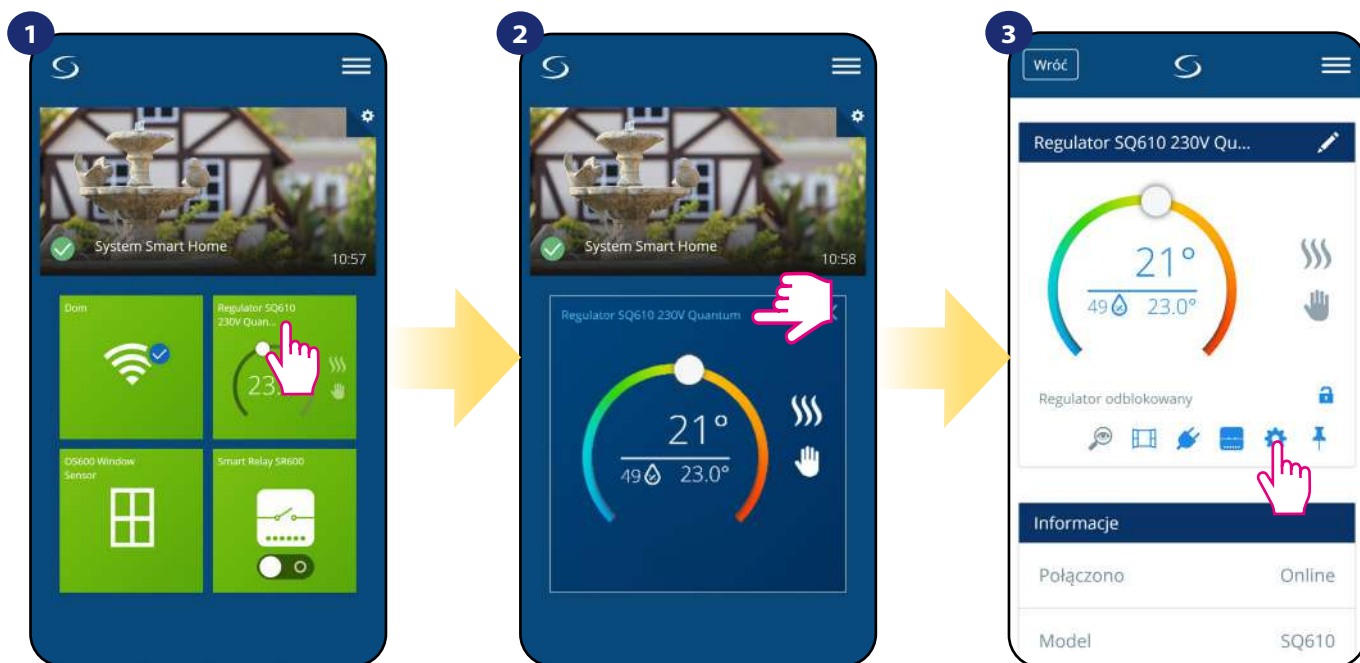 1
System Smart Home
10:57
Dom
Regulator SQ610
230V Quan...
23.
OS600 Window
Sensor
Smart Relay SR600
2
System Smart Home
10:58
Regulator SQ610 230V Quantum
21°
49 23.0°
3
Wróć
Regulator SQ610 230V Qu...
21°
49 23.0°
Regulator odblokowany
Informacje
Połączono Online
Model SQ610